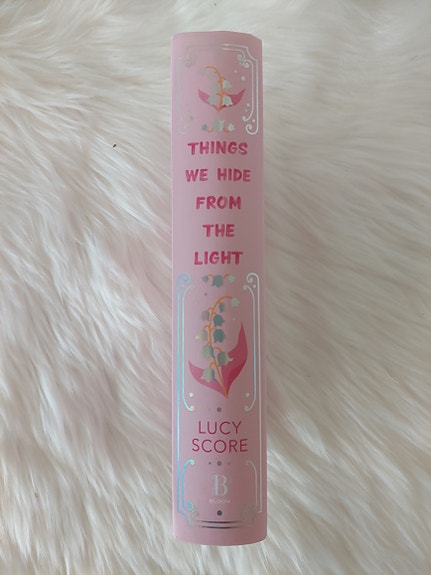 THINGS
WE HIDE
FROM
THE
LIGHT
LUCY
SCORE
B